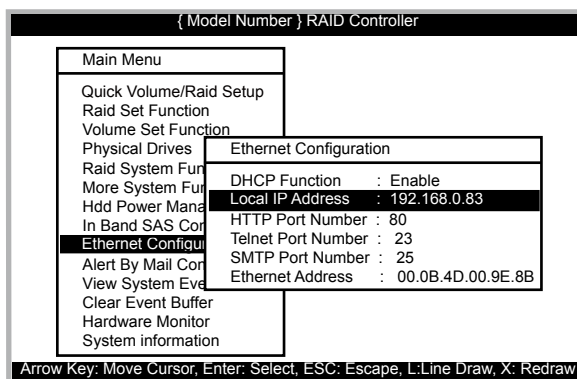 { Model Number } RAID Controller
Main Menu
Quick Volume/Raid Setup
Raid Set Function
Volume Set Function
Physical Drives
Raid System Fun
More System Fur
Hdd Power Mana
In Band SAS Cor
Ethernet Configu
Alert By Mail Con
View System Eve
Clear Event Buffer
Hardware Monitor
System information
Ethernet Configuration
DHCP Function : Enable
Local IP Address : 192.168.0.83
HTTP Port Number : 80
Telnet Port Number : 23
SMTP Port Number : 25
Ethernet Address : 00.0B.4D.00.9E.8B
Arrow Key: Move Cursor, Enter: Select, ESC: Escape, L:Line Draw, X: Redraw